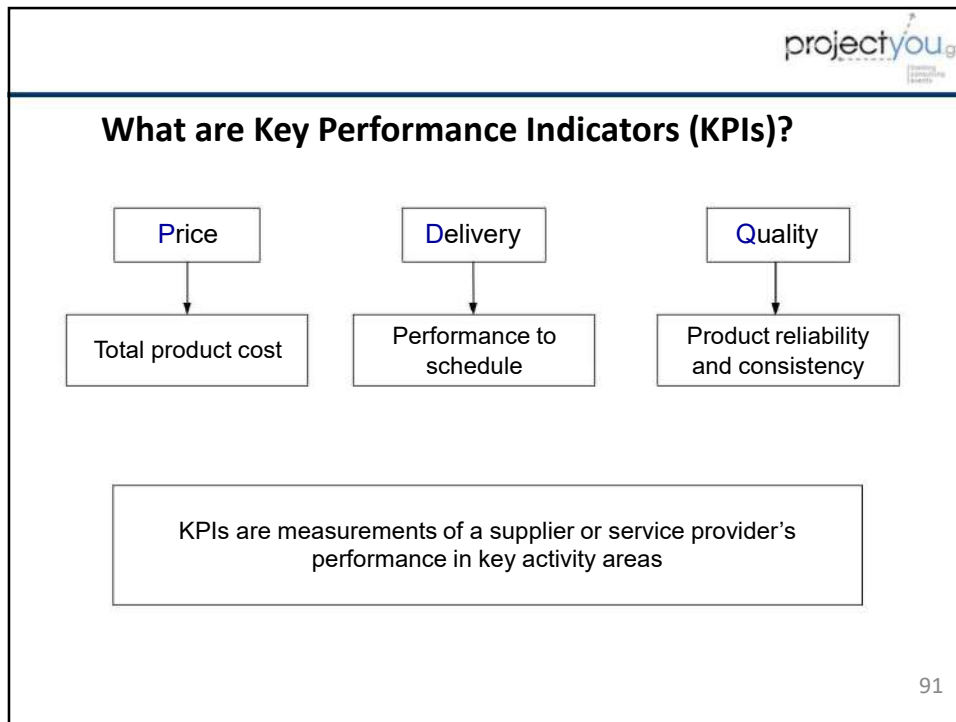 projectyou.g
What are Key Performance Indicators (KPIs)?
Price
Delivery
Quality
Total product cost
Performance to
schedule
Product reliability
and consistency
KPIs are measurements of a supplier or service provider’s
performance in key activity areas
91